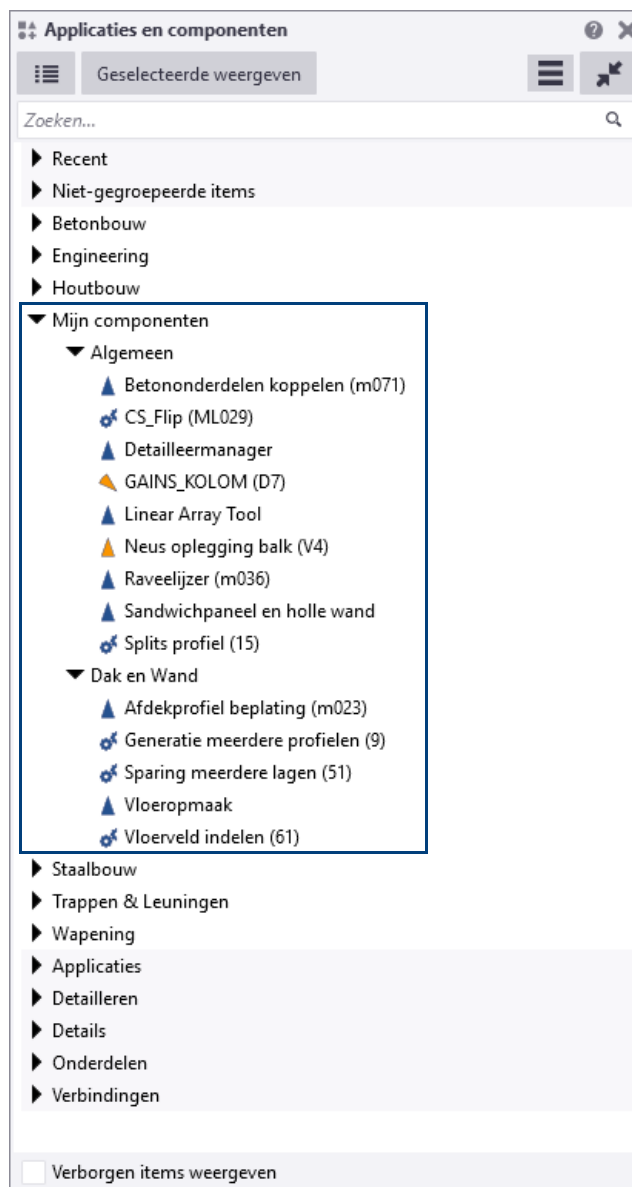 Applicaties en componenten
Geselecteerde weergeven
Zoeken...
Recent
Niet-gegroepeerde items
Betonbouw
Engineering
Houtbouw
Mijn componenten
Algemeen
Betononderdelen koppelen (m071)
CS_Flip (ML029)
Detailleermanager
GAINS_KOLOM (D7)
Linear Array Tool
Neus oplegging balk (V4)
Raveelijzer (m036)
Sandwichpaneel en holle wand
Splits profiel (15)
Dak en Wand
Afdekprofiel beplating (m023)
Generatie meerdere profielen (9)
Sparing meerdere lagen (51)
Vloeropmaak
Vloerveld indelen (61)
Staalbouw
Trappen & Leuningen
Wapening
Applicaties
Detailleren
Details
Onderdelen
Verbindingen
Verborgen items weergeven